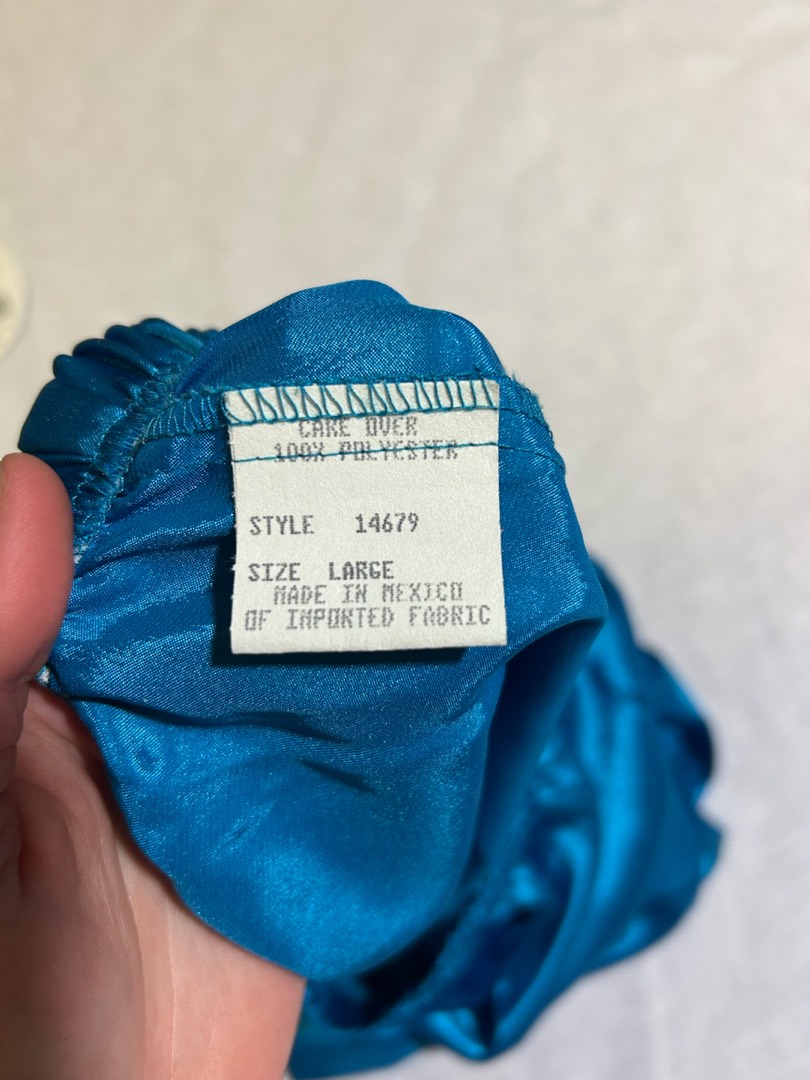 CARE OVER
100% POLYESTER
STYLE 14679
SIZE LARGE
MADE IN MEXICO
OF IMPORTED FABRIC